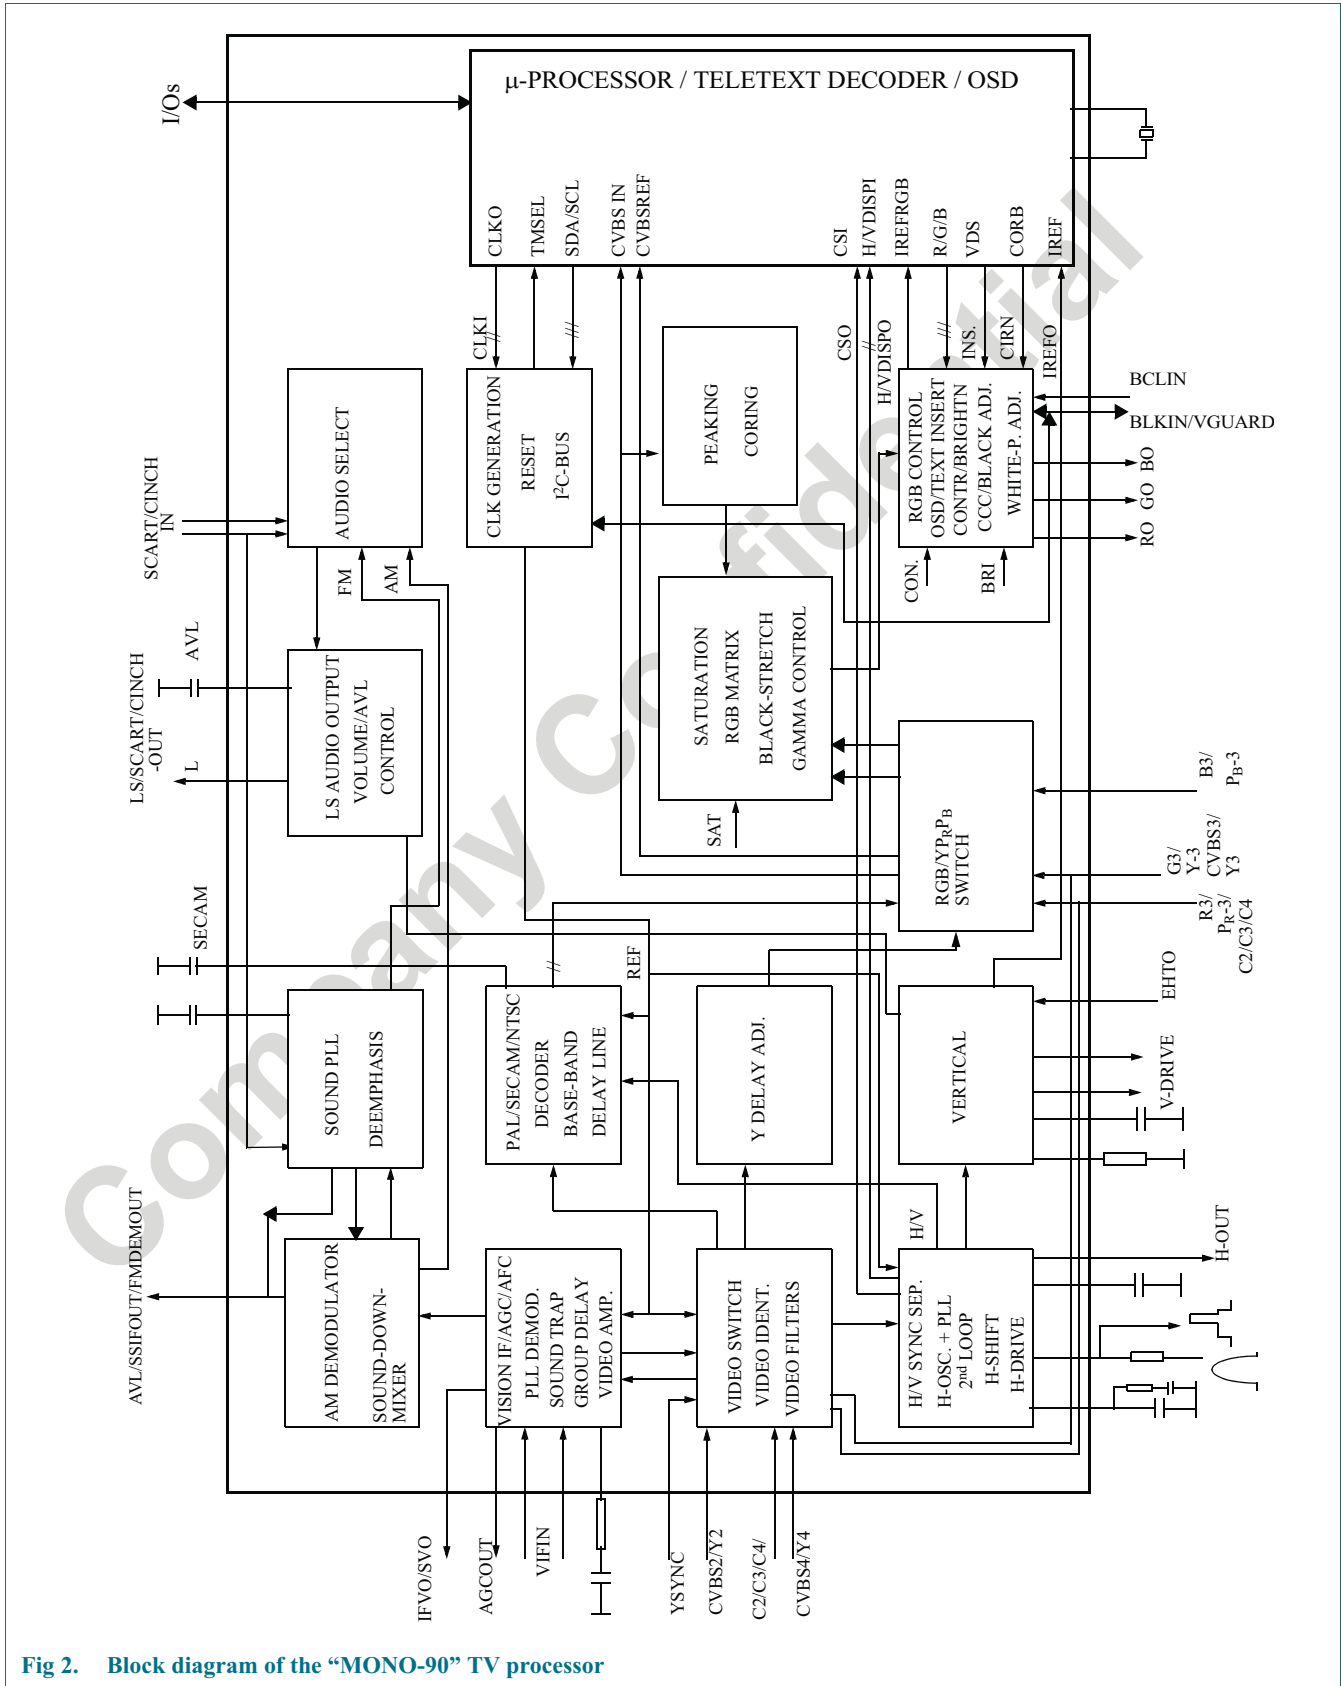 µ-PROCESSOR / TELETEXT DECODER / OSD
I/Os
CLKO
TMSEL
SDA/SCL
CVBS IN
CVBSREF
CSI
H/VDISPI
IREFRGB
R/G/B
VDS
CORB
IREF
CLKI
//
///
CSO
//
H/VDISPO
///
INS.
CIRN
IREFO
SCART/CINCH
IN
AUDIO SELECT
FM
AM
CLK GENERATION
RESET
I²C-BUS
PEAKING
CORING
RGB CONTROL
OSD/TEXT INSERT
CONTR/BRIGHTN
CCC/BLACK ADJ.
WHITE-P. ADJ.
BCLIN
BLKIN/VGUARD
BO
GO
RO
CON.
BRI
LS/SCART/CINCH
-OUT
L
AVL
LS AUDIO OUTPUT
VOLUME/AVL
CONTROL
SATURATION
RGB MATRIX
BLACK-STRETCH
GAMMA CONTROL
SAT
RGB/YPRPB
SWITCH
B3/
PB-3
G3/
Y-3
CVBS3/
Y3
R3/
PR-3/
C2/C3/C4
SECAM
SOUND PLL
DEEMPHASIS
PAL/SECAM/NTSC
DECODER
BASE-BAND
DELAY LINE
//
REF
Y DELAY ADJ.
VERTICAL
EHTO
V-DRIVE
AVL/SSIFOUT/FMDEMOUT
AM DEMODULATOR
SOUND-DOWN-
MIXER
VISION IF/AGC/AFC
PLL DEMOD.
SOUND TRAP
GROUP DELAY
VIDEO AMP.
VIDEO SWITCH
VIDEO IDENT.
VIDEO FILTERS
H/V
H/V SYNC SEP.
H-OSC. + PLL
2nd LOOP
H-SHIFT
H-DRIVE
H-OUT
IFVO/SVO
AGCOUT
VIFIN
YSYNC
CVBS2/Y2
C2/C3/C4/
CVBS4/Y4
Company Confidential
Fig 2. Block diagram of the “MONO-90” TV processor